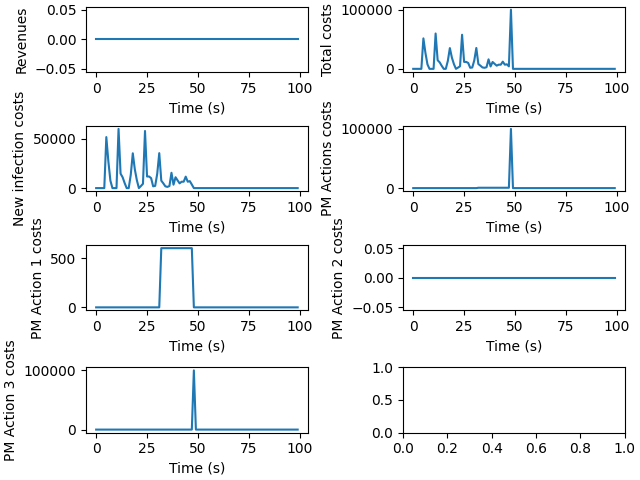 Revenues
0.05
0.00
−0.05
0 25 50 75 100
Time (s)
Total costs
100000
0
0 25 50 75 100
Time (s)
New infection costs
50000
0
0 25 50 75 100
Time (s)
PM Actions costs
100000
0
0 25 50 75 100
Time (s)
PM Action 1 costs
500
0
0 25 50 75 100
Time (s)
PM Action 2 costs
0.05
0.00
−0.05
0 25 50 75 100
Time (s)
PM Action 3 costs
100000
0
0 25 50 75 100
Time (s)
1.0
0.5
0.0
0.0 0.2 0.4 0.6 0.8 1.0